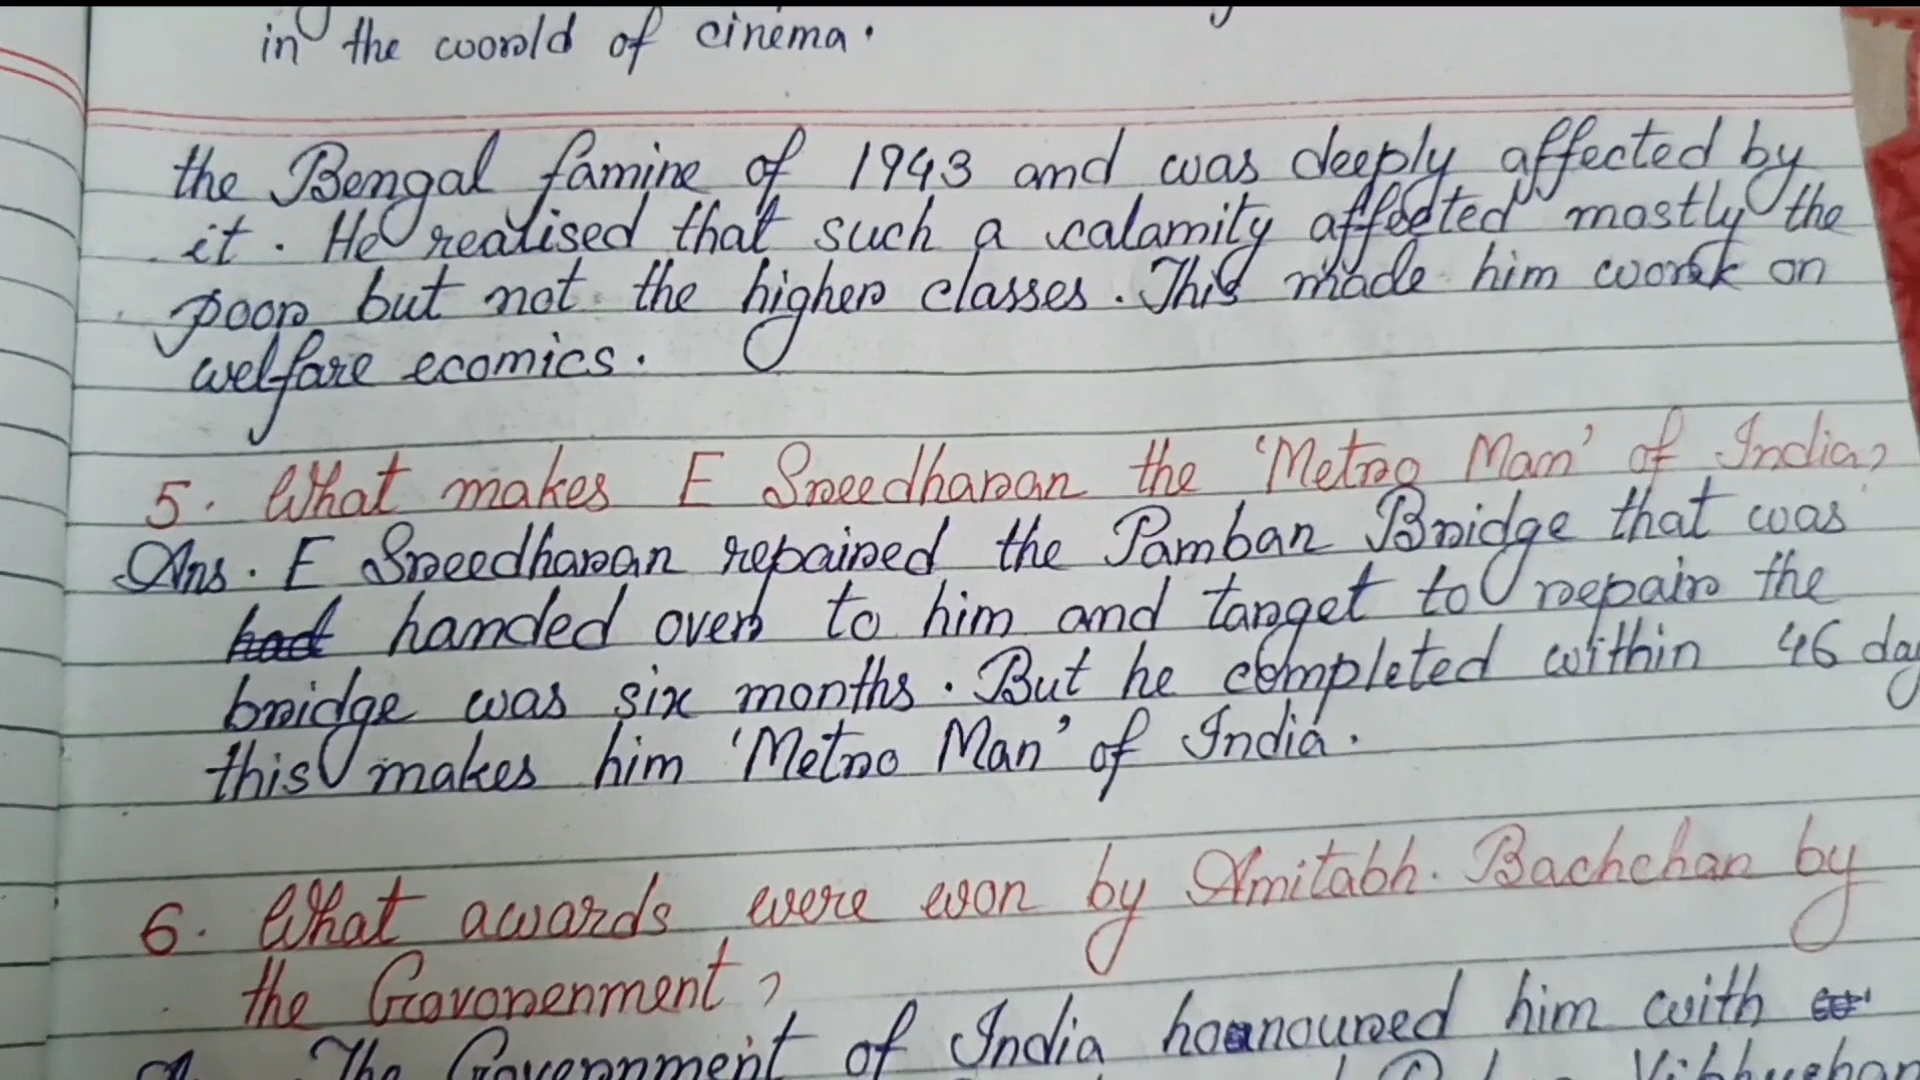 in the world of cinema.
the Bengal famine of 1943 and was deeply affected by
it. He realised that such a calamity affected mostly the
poor but not the higher classes. This made him work on
welfare ecomics.
5. What makes E Sreedharan the 'Metro Man' of India?
Ans. E Sreedharan repaired the Pamban Bridge that was
had handed over to him and target to repair the
bridge was six months. But he completed within 46 day
this makes him 'Metro Man' of India.
6. What awards were won by Amitabh. Bachchan by
the Govorenment?
The Government of India honoured him with
Vibhushan